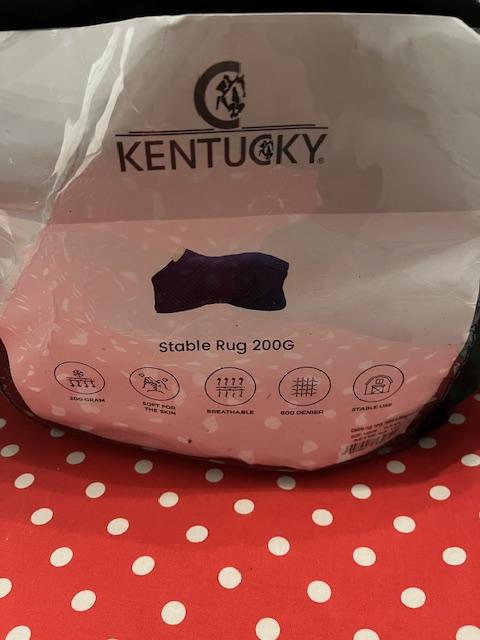 KENTUCKY®
Stable Rug 200G
200 GRAM
SOFT FOR
THE SKIN
BREATHABLE
600 DENIER
STABLE USE